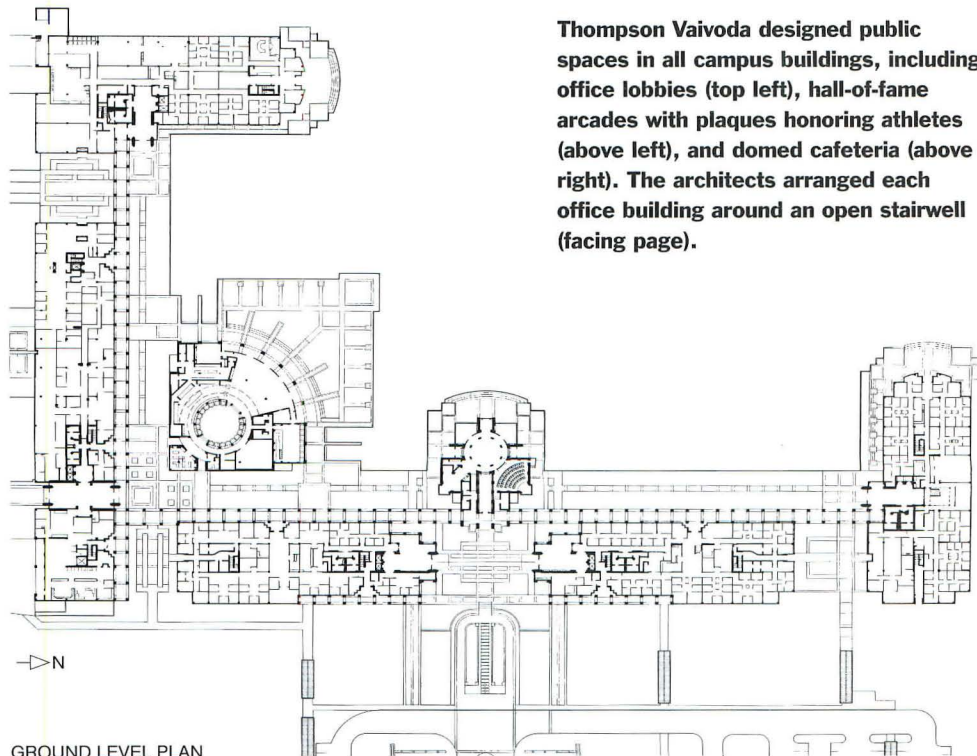 Thompson Vaivoda designed public
spaces in all campus buildings, including
office lobbies (top left), hall-of-fame
arcades with plaques honoring athletes
(above left), and domed cafeteria (above
right). The architects arranged each
office building around an open stairwell
(facing page).
N
GROUND LEVEL PLAN